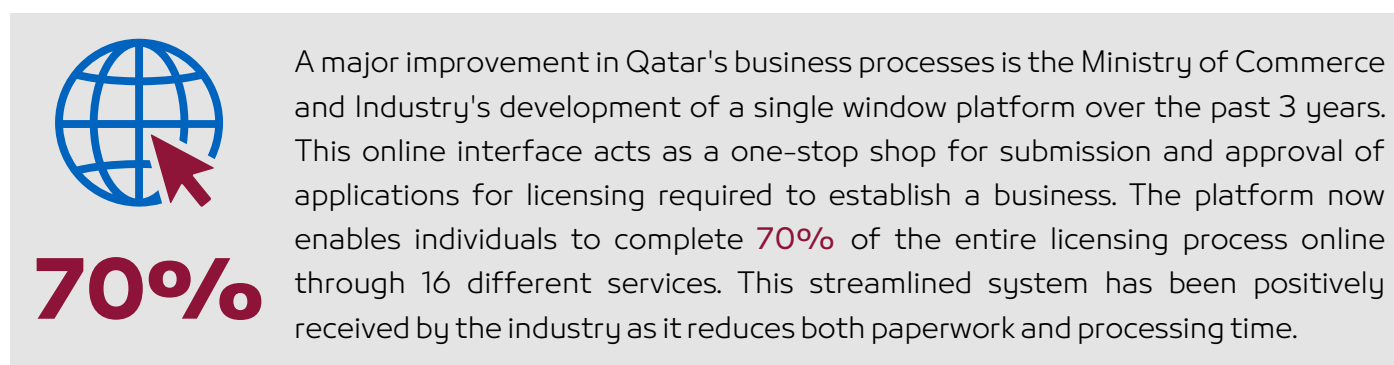 A major improvement in Qatar's business processes is the Ministry of Commerce
and Industry's development of a single window platform over the past 3 years.
This online interface acts as a one-stop shop for submission and approval of
applications for licensing required to establish a business. The platform now
enables individuals to complete 70% of the entire licensing process online
through 16 different services. This streamlined system has been positively
received by the industry as it reduces both paperwork and processing time.
70%